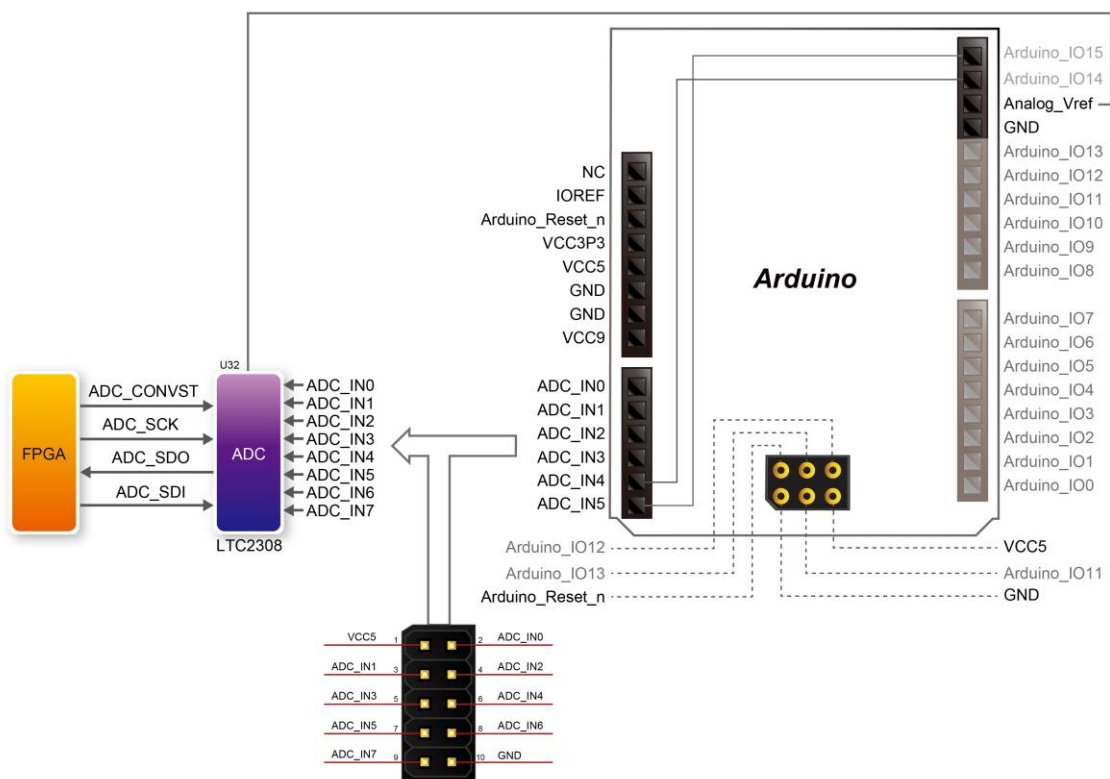 Arduino_IO15
Arduino_IO14
Analog_Vref
GND
Arduino_IO13
Arduino_IO12
Arduino_IO11
Arduino_IO10
Arduino_IO9
Arduino_IO8
NC
IOREF
Arduino_Reset_n
VCC3P3
VCC5
GND
GND
VCC9
Arduino
Arduino_IO7
Arduino_IO6
Arduino_IO5
Arduino_IO4
Arduino_IO3
Arduino_IO2
Arduino_IO1
Arduino_IO0
U32
FPGA
ADC_CONVST
ADC_SCK
ADC_SDO
ADC_SDI
ADC
LTC2308
ADC_IN0
ADC_IN1
ADC_IN2
ADC_IN3
ADC_IN4
ADC_IN5
ADC_IN6
ADC_IN7
ADC_IN0
ADC_IN1
ADC_IN2
ADC_IN3
ADC_IN4
ADC_IN5
Arduino_IO12
Arduino_IO13
Arduino_Reset_n
VCC5
Arduino_IO11
GND
VCC5 1 2 ADC_IN0
ADC_IN1 3 4 ADC_IN2
ADC_IN3 5 6 ADC_IN4
ADC_IN5 7 8 ADC_IN6
ADC_IN7 9 10 GND